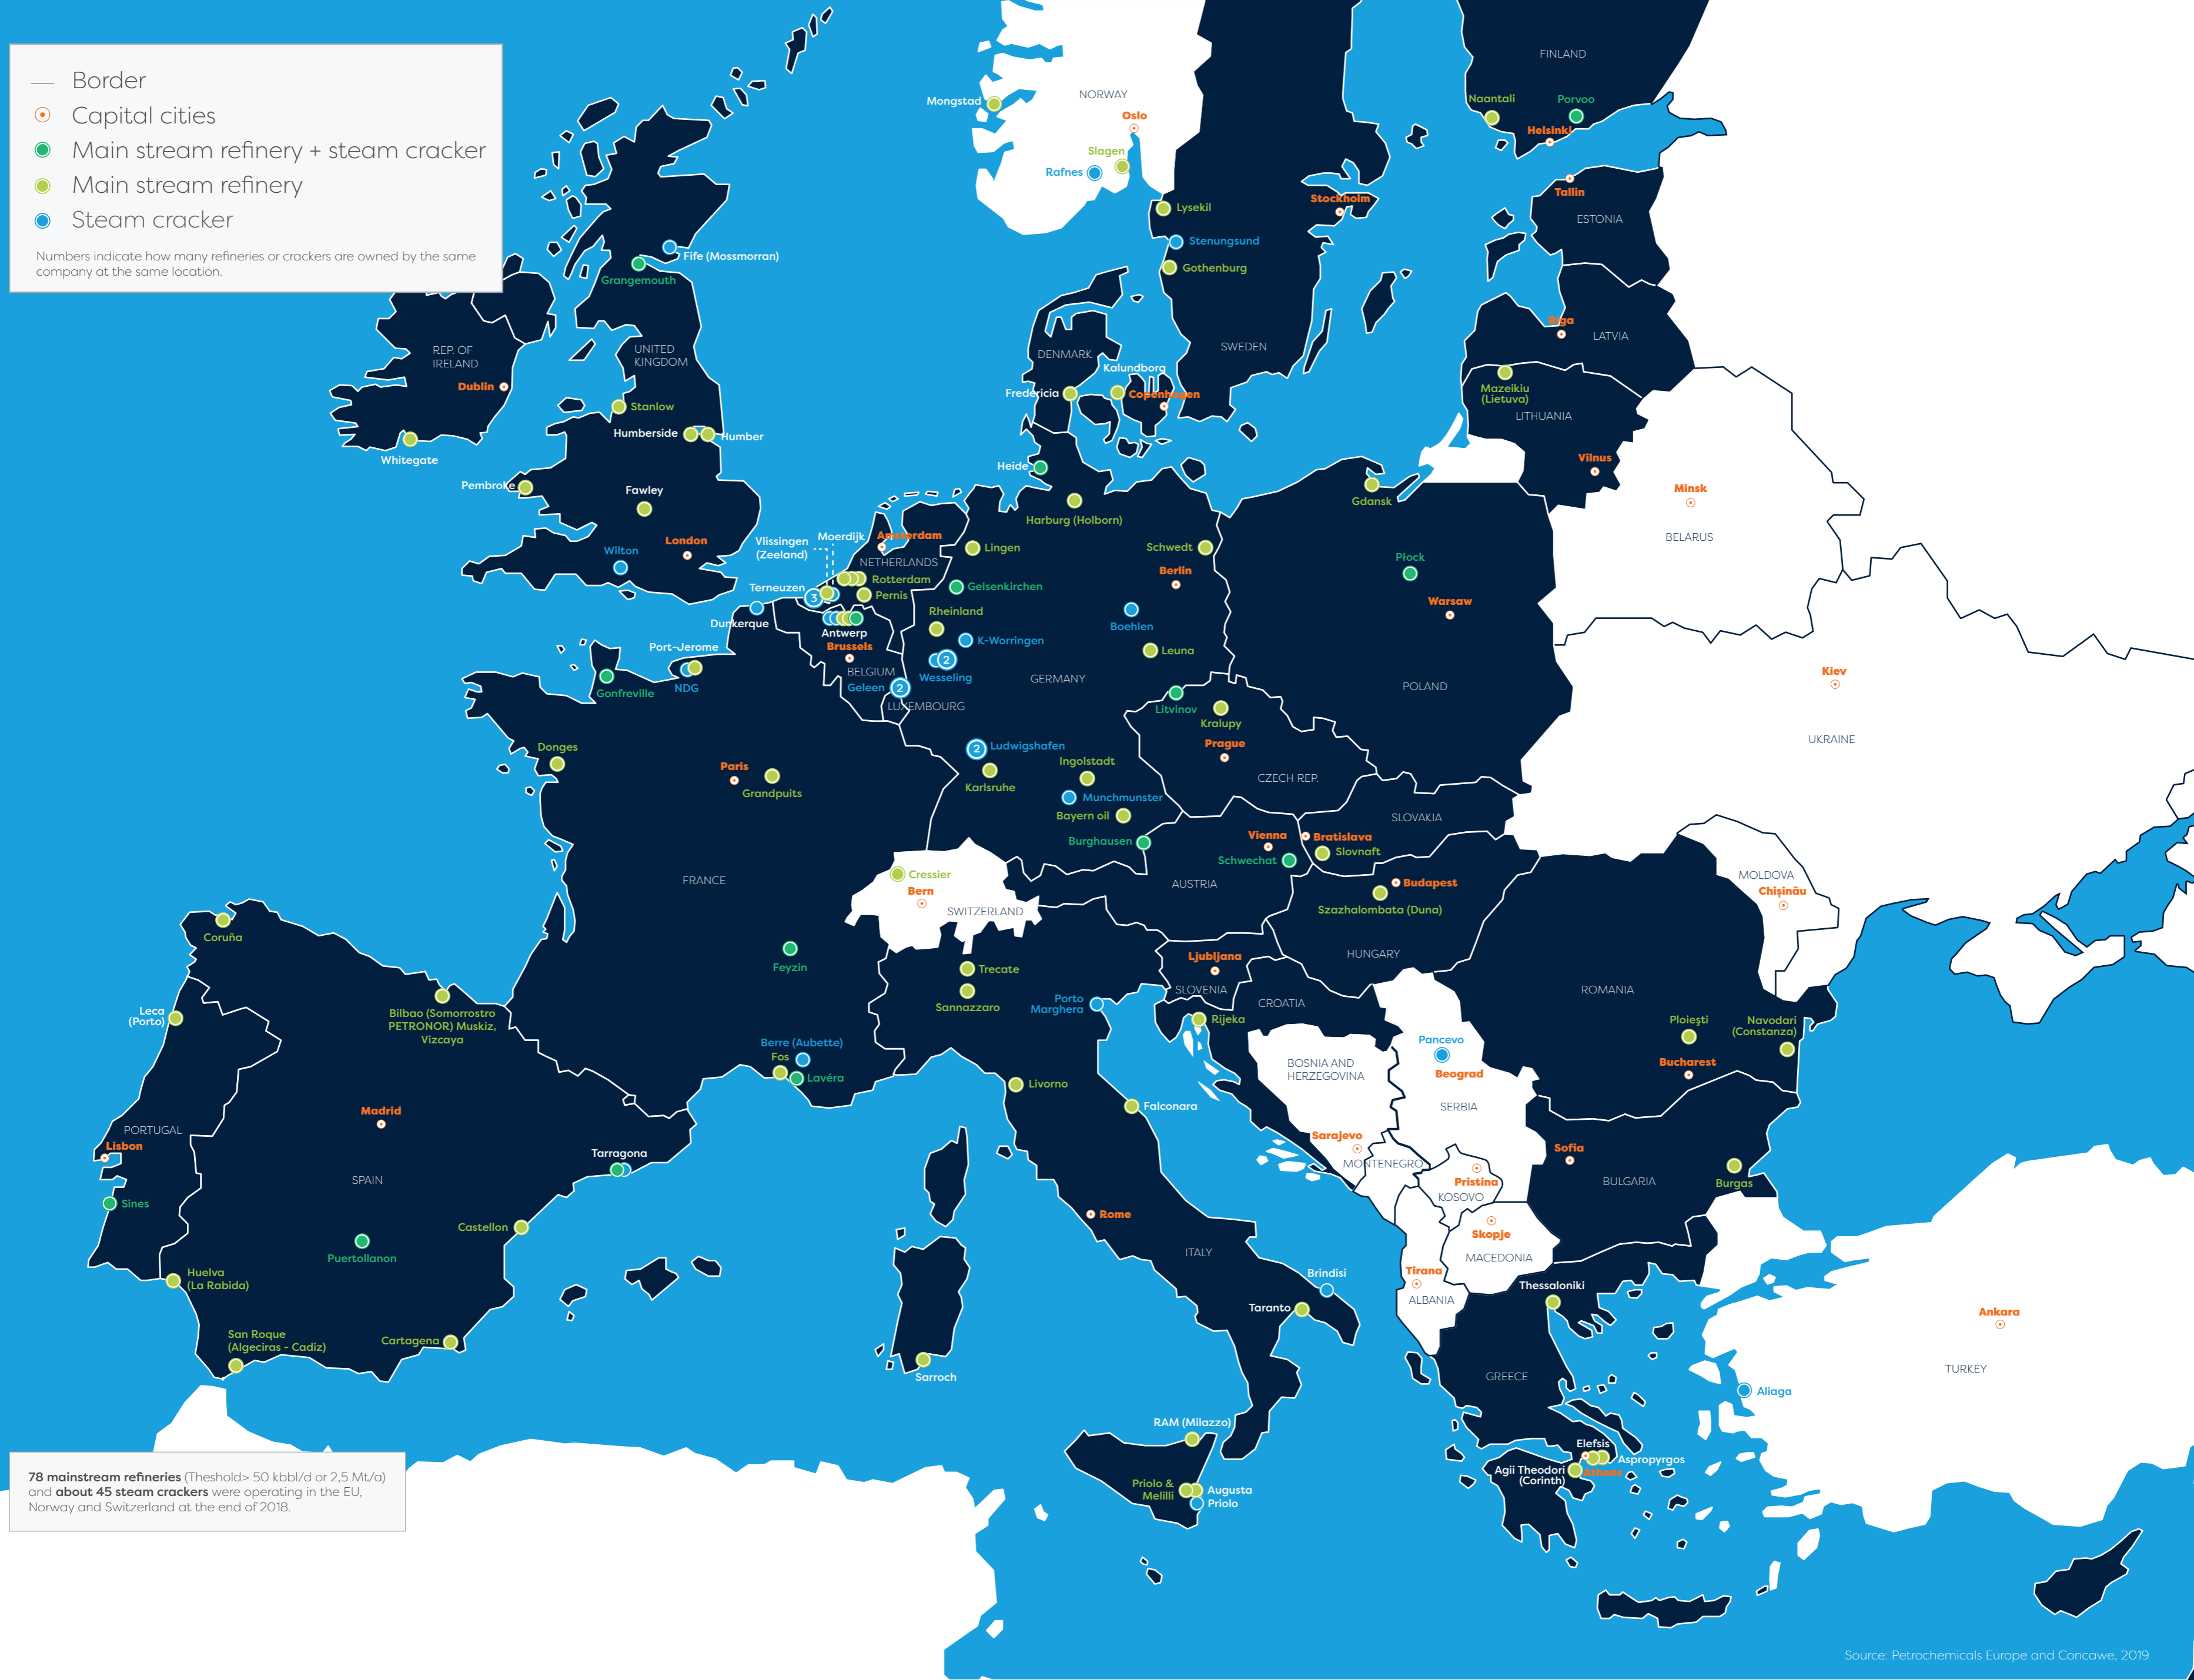 Border
Capital cities
Main stream refinery + steam cracker
Main stream refinery
Steam cracker
Numbers indicate how many refineries or crackers are owned by the same
company at the same location.
FINLAND
Naantali
Porvoo
Helsinki
Mongstad
NORWAY
Oslo
Slagen
Rafnes
Tallin
ESTONIA
Stockholm
Lysekil
Stenungsund
Gothenburg
Fife (Mossmorran)
Grangemouth
Riga
LATVIA
REP. OF
IRELAND
UNITED
KINGDOM
DENMARK
SWEDEN
Kalundborg
Dublin
Fredericia
Copenhagen
Mazeikiu
(Lietuva)
LITHUANIA
Stanlow
Humberside
Humber
Whitegate
Heide
Vilnus
Pembroke
Fawley
Gdansk
Minsk
Harburg (Holborn)
BELARUS
London
Wilton
Vlissingen
(Zeeland)
Moerdijk
Amsterdam
NETHERLANDS
Lingen
Schwedt
Płock
Berlin
Terneuzen
3
Rotterdam
Pernis
Gelsenkirchen
Warsaw
Rheinland
Boehlen
Dunkerque
Antwerp
Brussels
K-Worringen
Port-Jerome
Leuna
BELGIUM
2
Wesseling
Kiev
NDG
Gonfreville
Geleen
2
GERMANY
POLAND
LUXEMBOURG
Litvinov
Kralupy
UKRAINE
Donges
2
Ludwigshafen
Prague
Paris
Ingolstadt
CZECH REP.
Grandpuits
Karlsruhe
Munchmunster
Bayern oil
SLOVAKIA
Burghausen
Vienna
Bratislava
Slovnaft
Schwechat
FRANCE
Cressier
Bern
SWITZERLAND
AUSTRIA
Budapest
Szazhalombata (Duna)
MOLDOVA
Chișinău
Coruña
HUNGARY
Feyzin
Trecate
Ljubljana
SLOVENIA
CROATIA
ROMANIA
Sannazzaro
Porto
Marghera
Leca
(Porto)
Bilbao (Somorrostro
PETRONOR) Muskiz,
Vizcaya
Rijeka
Ploieşti
Navodari
(Constanza)
Berre (Aubette)
Fos
Lavéra
Pancevo
Beograd
BOSNIA AND
HERZEGOVINA
Bucharest
Livorno
Falconara
SERBIA
Madrid
PORTUGAL
Lisbon
Sarajevo
Sofia
Tarragona
MONTENEGRO
SPAIN
Pristina
KOSOVO
BULGARIA
Burgas
Sines
Rome
Castellon
Skopje
Puertollanon
ITALY
MACEDONIA
Huelva
(La Rabida)
Brindisi
Tirana
ALBANIA
Thessaloniki
Taranto
Ankara
San Roque
(Algeciras - Cadiz)
Cartagena
Sarroch
GREECE
TURKEY
Aliaga
RAM (Milazzo)
Elefsis
Aspropyrgos
Athens
Agii Theodori
(Corinth)
Priolo &
Melilli
Augusta
Priolo
78 mainstream refineries (Theshold> 50 kbbl/d or 2,5 Mt/a)
and about 45 steam crackers were operating in the EU,
Norway and Switzerland at the end of 2018.
Source: Petrochemicals Europe and Concawe, 2019